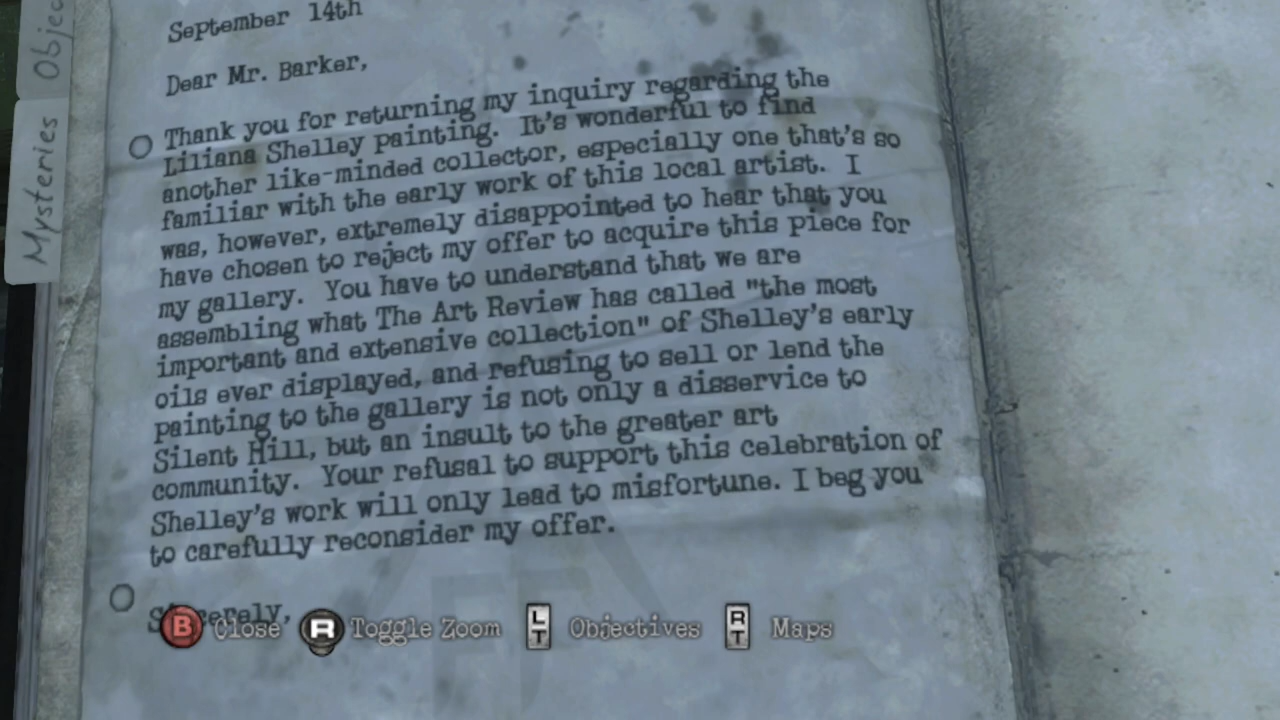 Objec
Mysteries
September 14th
Dear Mr. Barker,
Thank you for returning my inquiry regarding the
Liliana Shelley painting. It's wonderful to find
another like-minded collector, especially one that's so
familiar with the early work of this local artist. I
was, however, extremely disappointed to hear that you
have chosen to reject my offer to acquire this piece for
my gallery. You have to understand that we are
assembling what The Art Review has called "the most
important and extensive collection" of Shelley's early
oils ever displayed, and refusing to sell or lend the
painting to the gallery is not only a disservice to
Silent Hill, but an insult to the greater art
community. Your refusal to support this celebration of
Shelley's work will only lead to misfortune. I beg you
to carefully reconsider my offer.
Sincerely,
B Close R Toggle Zoom LT Objectives RT Maps